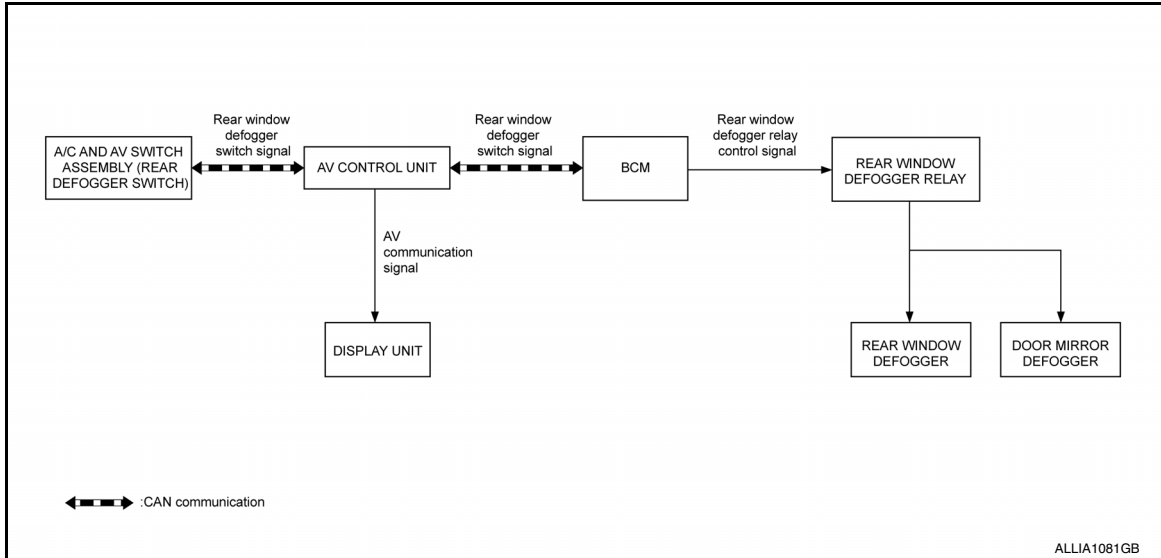 Rear window
defogger
switch signal
Rear window
defogger
switch signal
Rear window
defogger relay
control signal
A/C AND AV SWITCH
ASSEMBLY (REAR
DEFOGGER SWITCH)
AV CONTROL UNIT
BCM
REAR WINDOW
DEFOGGER RELAY
AV
communication
signal
DISPLAY UNIT
REAR WINDOW
DEFOGGER
DOOR MIRROR
DEFOGGER
:CAN communication
ALLIA1081GB